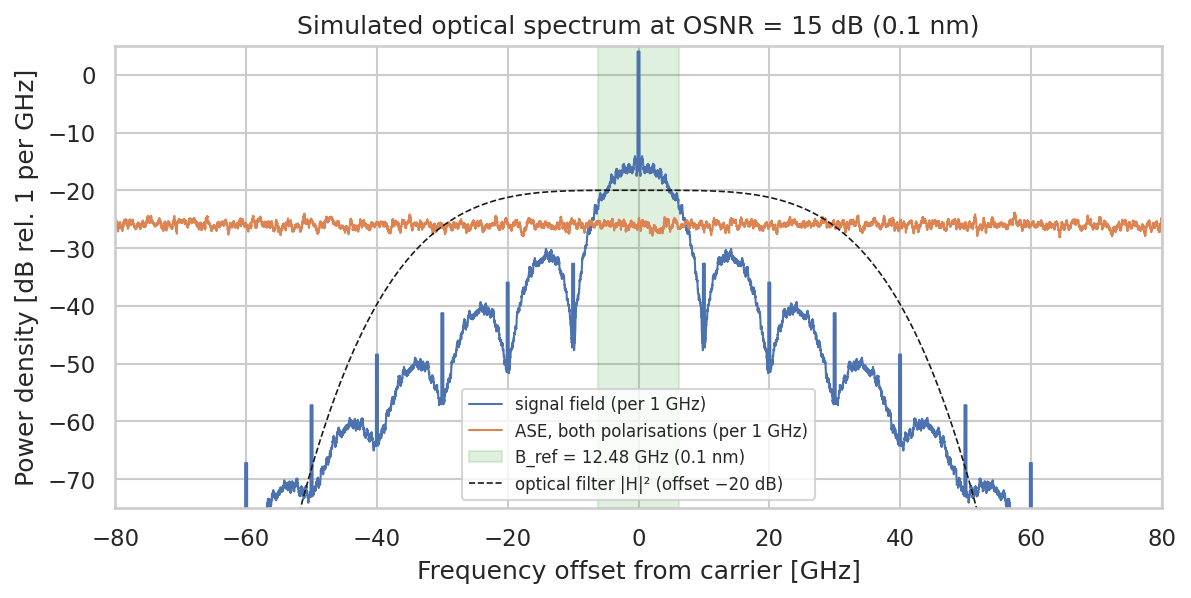 Simulated optical spectrum at OSNR = 15 dB (0.1 nm)
Power density [dB rel. 1 per GHz]
0
−10
−20
−30
−40
−50
−60
−70
signal field (per 1 GHz)
ASE, both polarisations (per 1 GHz)
B_ref = 12.48 GHz (0.1 nm)
optical filter |H|² (offset −20 dB)
−80 −60 −40 −20 0 20 40 60 80
Frequency offset from carrier [GHz]